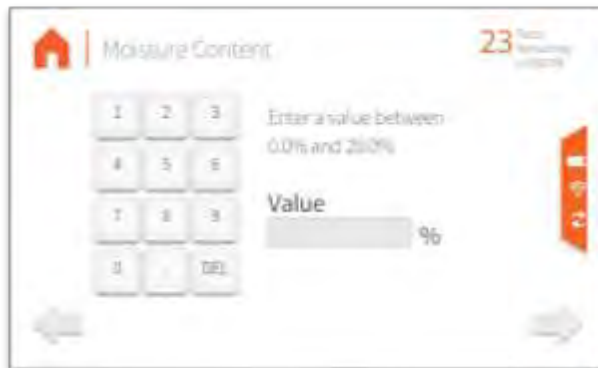 Moisture Content
23
1 2 3
4 5 6
7 8 9
0 . DEL
Enter a value between
0.0% and 20.0%
Value
%